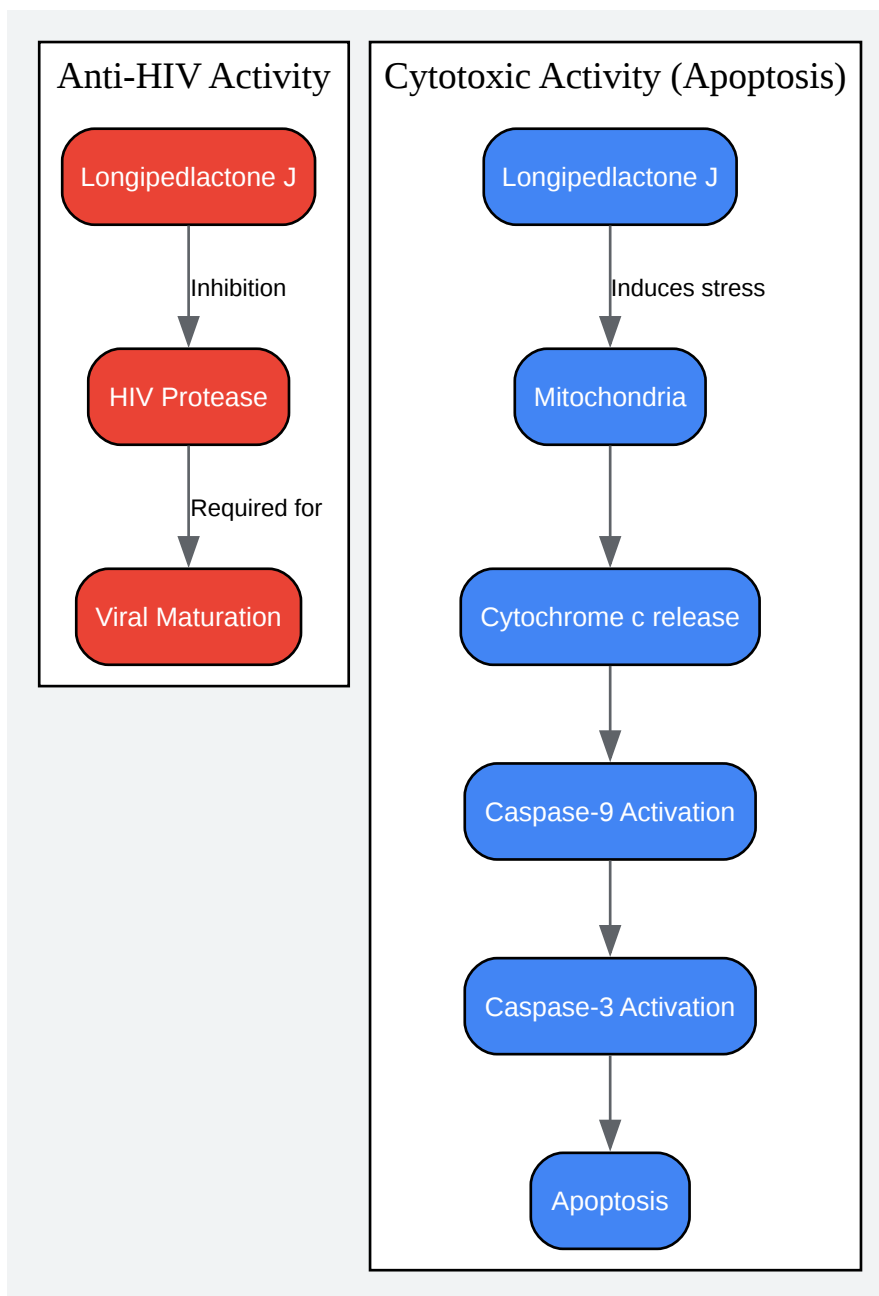 Anti-HIV Activity
Longipedlactone J
Inhibition
HIV Protease
Required for
Viral Maturation
Cytotoxic Activity (Apoptosis)
Longipedlactone J
Induces stress
Mitochondria
Cytochrome c release
Caspase-9 Activation
Caspase-3 Activation
Apoptosis